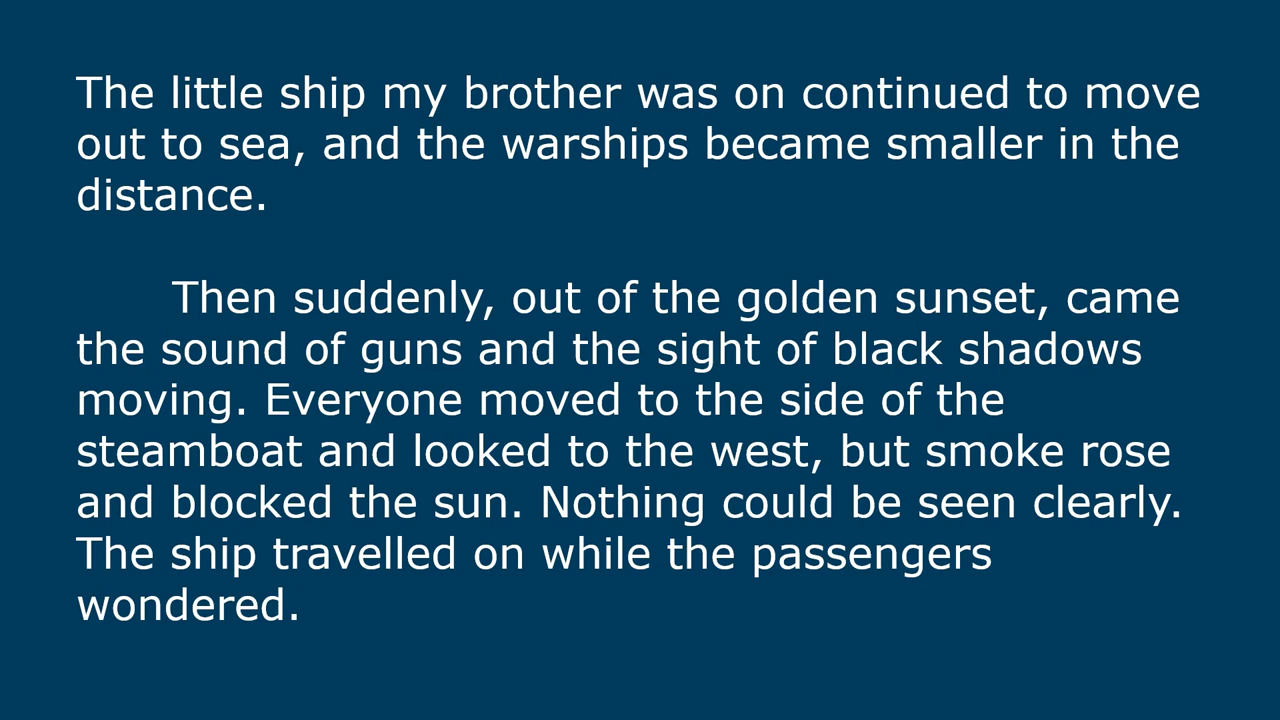 The little ship my brother was on continued to move
out to sea, and the warships became smaller in the
distance.
Then suddenly, out of the golden sunset, came
the sound of guns and the sight of black shadows
moving. Everyone moved to the side of the
steamboat and looked to the west, but smoke rose
and blocked the sun. Nothing could be seen clearly.
The ship travelled on while the passengers
wondered.